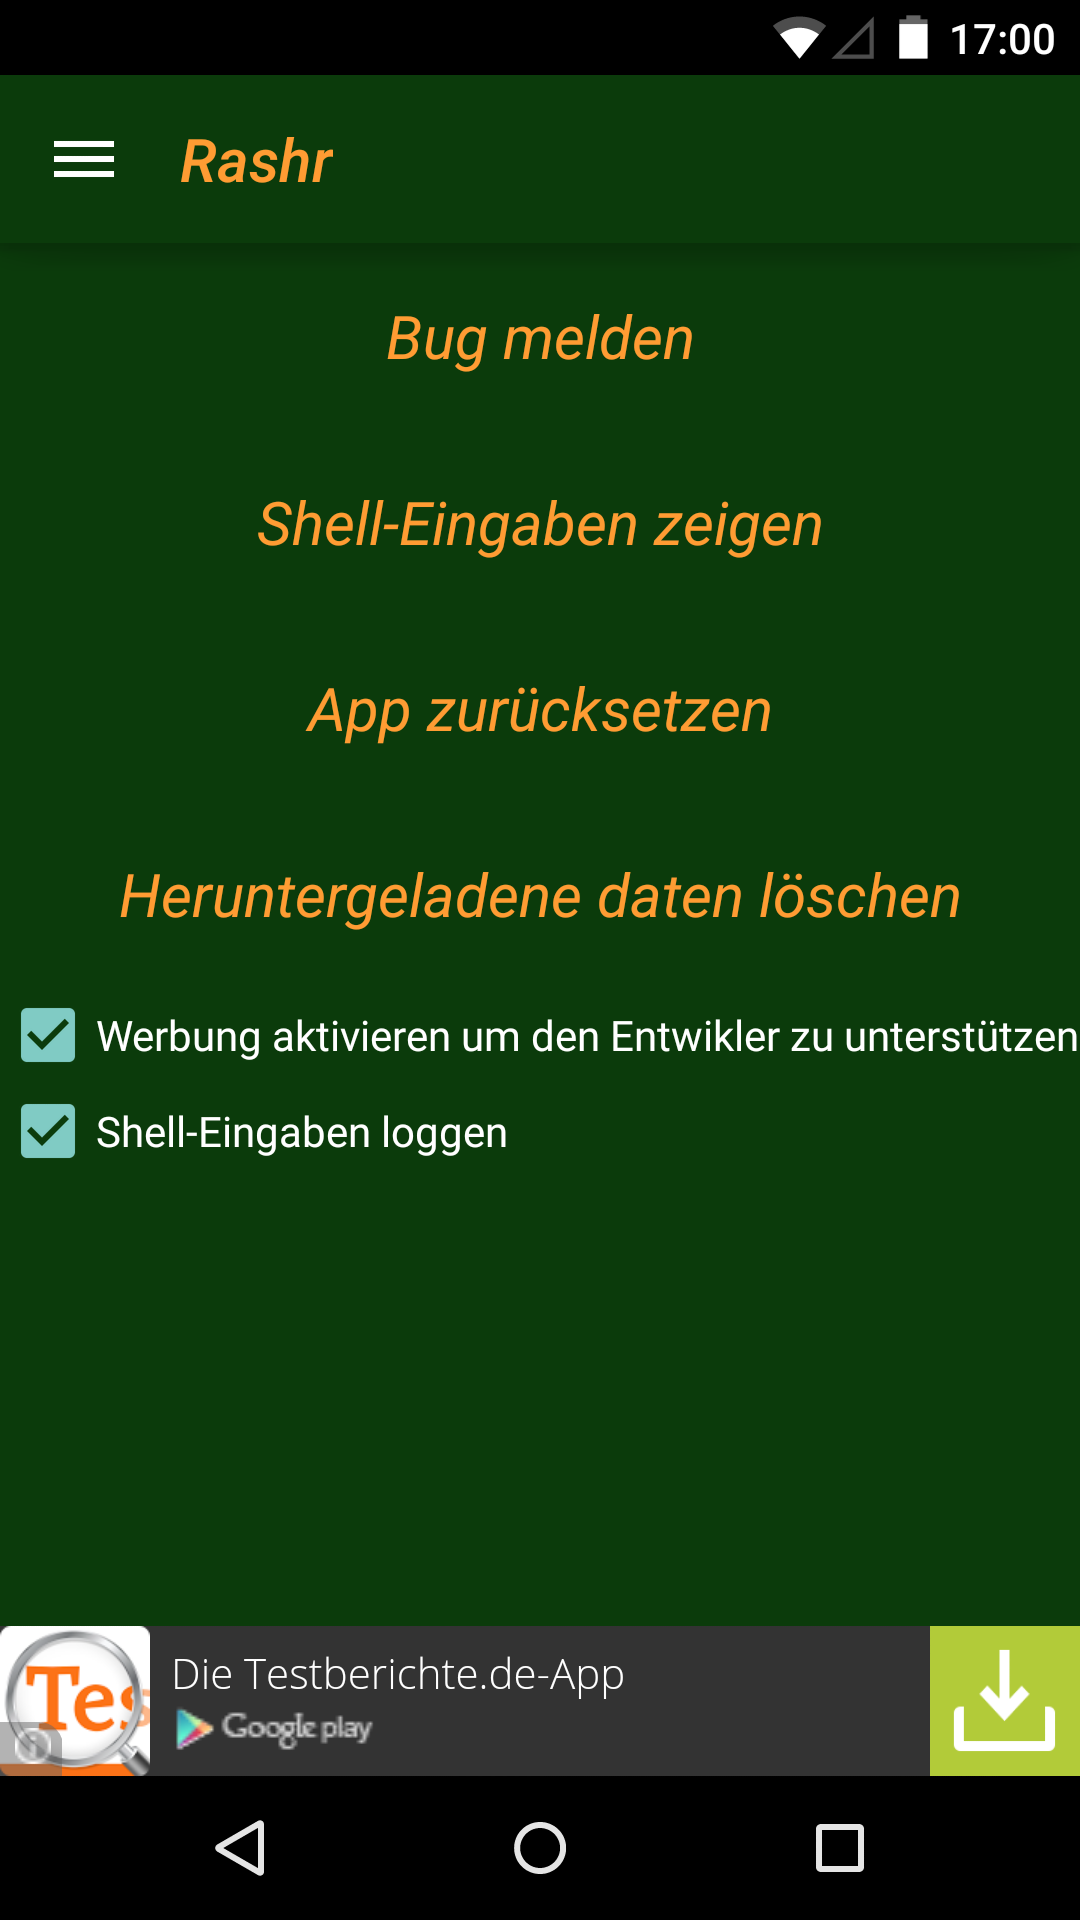 17:00
Rashr
Bug melden
Shell-Eingaben zeigen
App zurücksetzen
Heruntergeladene daten löschen
Werbung aktivieren um den Entwikler zu unterstützen
Shell-Eingaben loggen
Tes
Die Testberichte.de-App
Google play